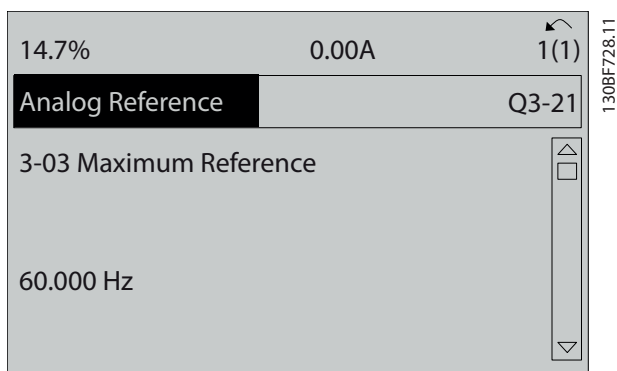 14.7% 0.00A 1(1)
Analog Reference Q3-21
3-03 Maximum Reference
60.000 Hz
130BF728.11